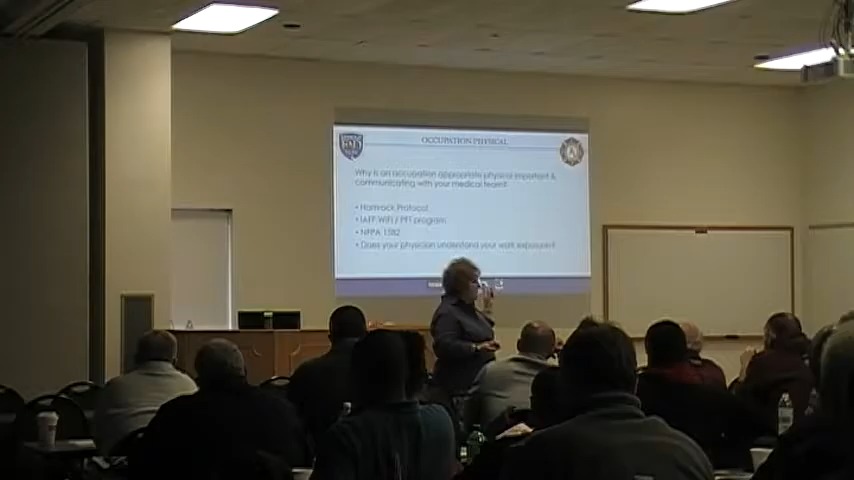 OCCUPATION PHYSICAL
Why is an occupation appropriate physical important &
communicating with your medical team?
• Hamrock Protocol
• IAFF WFI / PFT program
• NFPA 1582
• Does your physician understand your work exposure?